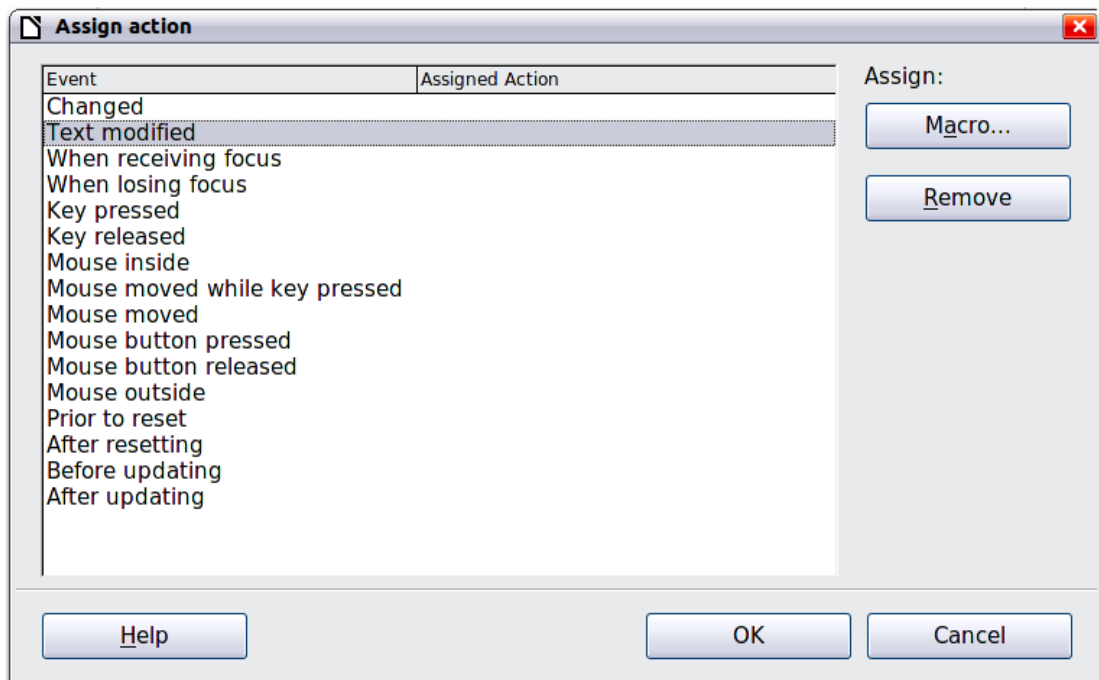 Assign action
Event Assigned Action
Changed
Text modified
When receiving focus
When losing focus
Key pressed
Key released
Mouse inside
Mouse moved while key pressed
Mouse moved
Mouse button pressed
Mouse button released
Mouse outside
Prior to reset
After resetting
Before updating
After updating
Assign:
Macro...
Remove
Help OK Cancel